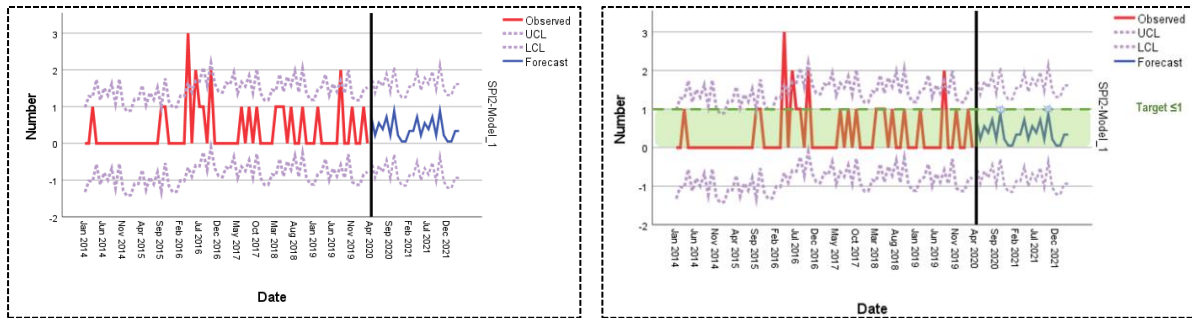 Observed
UCL
LCL
Forecast
3
2
1
0
-1
-2
Number
SPI2-Model_1
Jan 2014
Jun 2014
Nov 2014
Apr 2015
Sep 2015
Feb 2016
Jul 2016
Dec 2016
May 2017
Oct 2017
Mar 2018
Aug 2018
Jan 2019
Jun 2019
Nov 2019
Apr 2020
Sep 2020
Feb 2021
Jul 2021
Dec 2021
Date
Observed
UCL
LCL
Forecast
3
2
1
0
-1
-2
Number
SPI2-Model_1
Target ≤1
Jan 2014
Jun 2014
Nov 2014
Apr 2015
Sep 2015
Feb 2016
Jul 2016
Dec 2016
May 2017
Oct 2017
Mar 2018
Aug 2018
Jan 2019
Jun 2019
Nov 2019
Apr 2020
Sep 2020
Feb 2021
Jul 2021
Dec 2021
Date